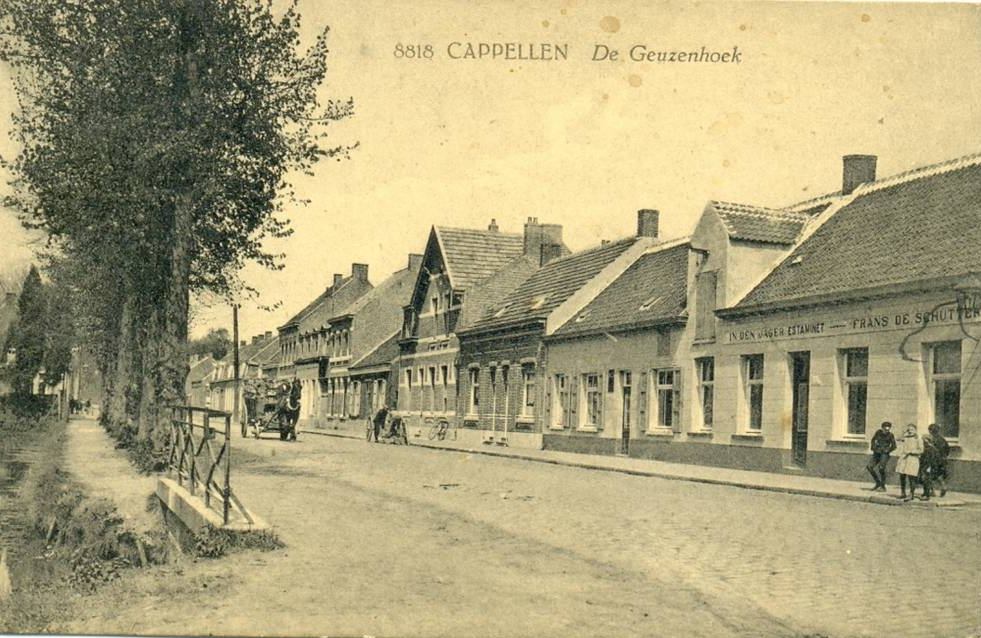 8818 CAPPELLEN De Geuzenhoek
IN DEN JAGER ESTAMINET — FRANS DE SCHUTTER